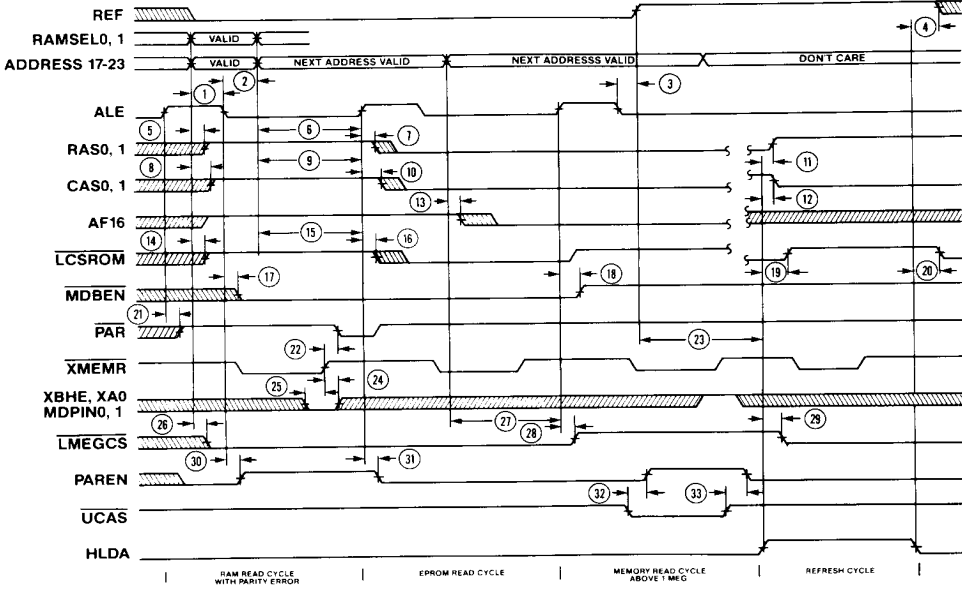 REF
4
RAMSEL0, 1
VALID
ADDRESS 17-23
VALID
2
NEXT ADDRESS VALID
NEXT ADDRESSS VALID
DON'T CARE
1
3
ALE
5
6
7
RAS0, 1
8
9
10
11
CAS0, 1
12
13
AF16
14
15
16
LCSROM
17
18
19
20
MDBEN
21
PAR
22
23
XMEMR
24
25
XBHE, XA0
MDPIN0, 1
26
27
28
29
LMEGCS
30
31
PAREN
32
33
UCAS
HLDA
RAM READ CYCLE
WITH PARITY ERROR
EPROM READ CYCLE
MEMORY READ CYCLE
ABOVE 1 MEG
REFRESH CYCLE